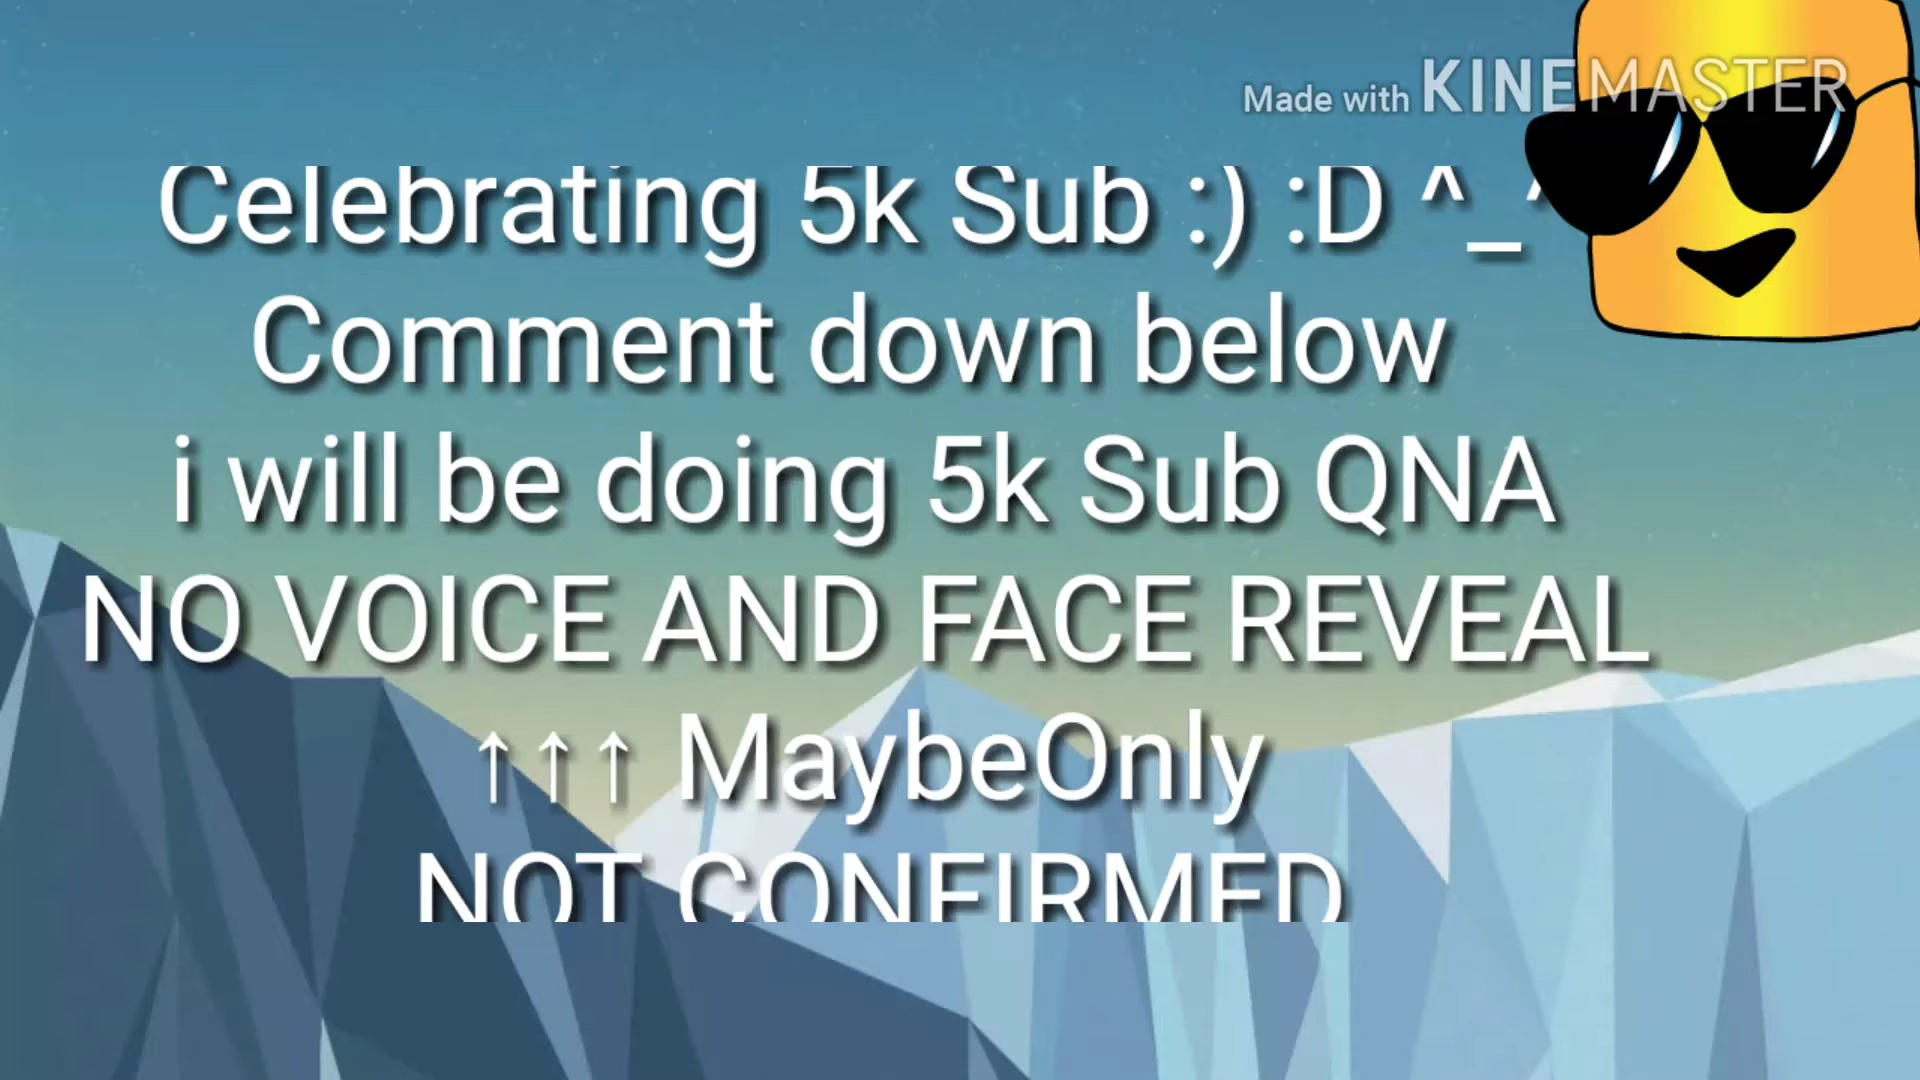 Made with KINEMASTER
Celebrating 5k Sub :) :D ^_^
Comment down below
i will be doing 5k Sub QNA
NO VOICE AND FACE REVEAL
↑↑↑ MaybeOnly
NOT CONFIRMED